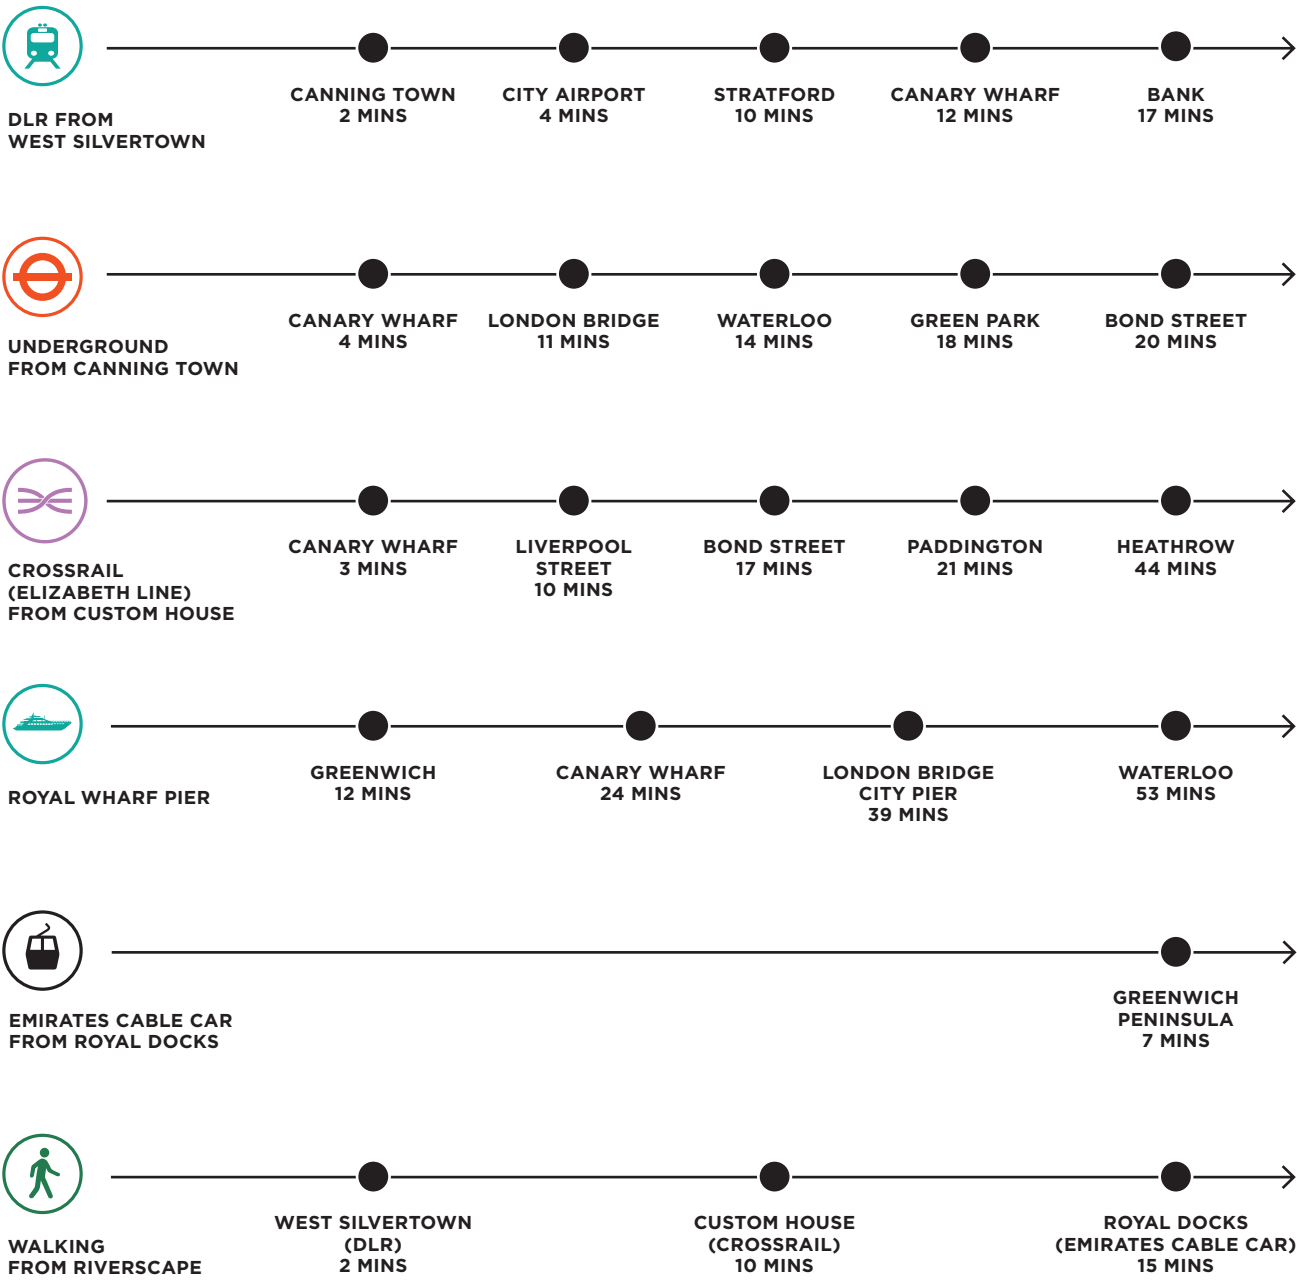 CANNING TOWN
2 MINS
CITY AIRPORT
4 MINS
STRATFORD
10 MINS
CANARY WHARF
12 MINS
BANK
17 MINS
DLR FROM
WEST SILVERTOWN
CANARY WHARF
4 MINS
LONDON BRIDGE
11 MINS
WATERLOO
14 MINS
GREEN PARK
18 MINS
BOND STREET
20 MINS
UNDERGROUND
FROM CANNING TOWN
CANARY WHARF
3 MINS
LIVERPOOL
STREET
10 MINS
BOND STREET
17 MINS
PADDINGTON
21 MINS
HEATHROW
44 MINS
CROSSRAIL
(ELIZABETH LINE)
FROM CUSTOM HOUSE
GREENWICH
12 MINS
CANARY WHARF
24 MINS
LONDON BRIDGE
CITY PIER
39 MINS
WATERLOO
53 MINS
ROYAL WHARF PIER
GREENWICH
PENINSULA
7 MINS
EMIRATES CABLE CAR
FROM ROYAL DOCKS
WEST SILVERTOWN
(DLR)
2 MINS
CUSTOM HOUSE
(CROSSRAIL)
10 MINS
ROYAL DOCKS
(EMIRATES CABLE CAR)
15 MINS
WALKING
FROM RIVERSCAPE